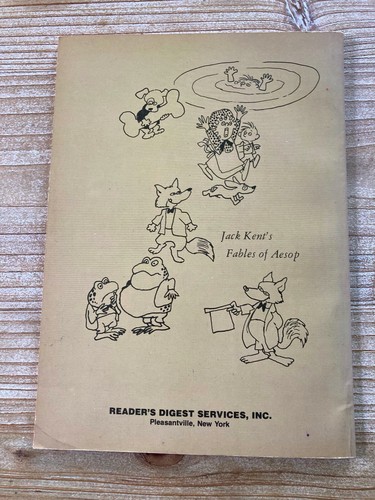 Jack Kent's
Fables of Aesop
READER'S DIGEST SERVICES, INC.
Pleasantville, New York